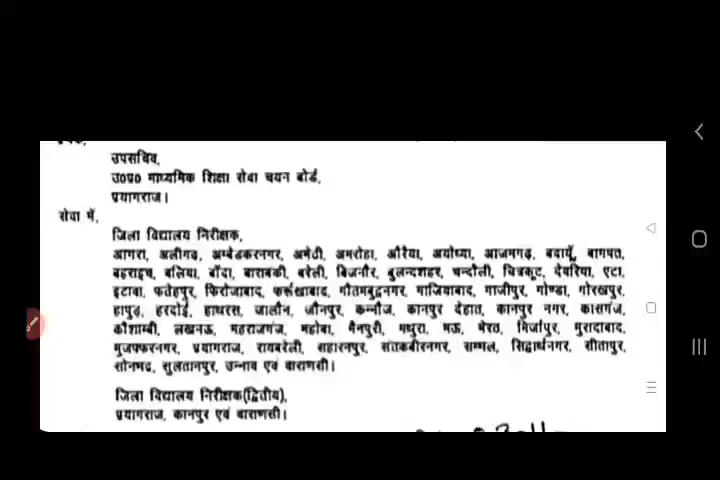 उपसचिव,
उ०प्र० माध्यमिक शिक्षा सेवा चयन बोर्ड,
प्रयागराज।
सेवा में,
जिला विद्यालय निरीक्षक,
आगरा, अलीगढ़, अम्बेडकरनगर, अमेठी, अमरोहा, औरैया, अयोध्या, आजमगढ़, बदायूँ, बागपत,
बहराइच, बलिया, बाँदा, बाराबंकी, बरेली, बिजनौर, बुलन्दशहर, चन्दौली, चित्रकूट, देवरिया, एटा,
इटावा, फतेहपुर, फिरोजाबाद, फर्रूखाबाद, गौतमबुद्धनगर, गाजियाबाद, गाजीपुर, गोण्डा, गोरखपुर,
हापुड़, हरदोई, हाथरस, जालौन, जौनपुर, कन्नौज, कानपुर देहात, कानपुर नगर, कासगंज,
कौशाम्बी, लखनऊ, महराजगंज, महोबा, मैनपुरी, मथुरा, मऊ, मेरठ, मिर्जापुर, मुरादाबाद,
मुजफ्फरनगर, प्रयागराज, रायबरेली, सहारनपुर, संतकबीरनगर, सम्भल, सिद्धार्थनगर, सीतापुर,
सोनभद्र, सुलतानपुर, उन्नाव एवं वाराणसी।
जिला विद्यालय निरीक्षक(द्वितीय),
प्रयागराज, कानपुर एवं वाराणसी।